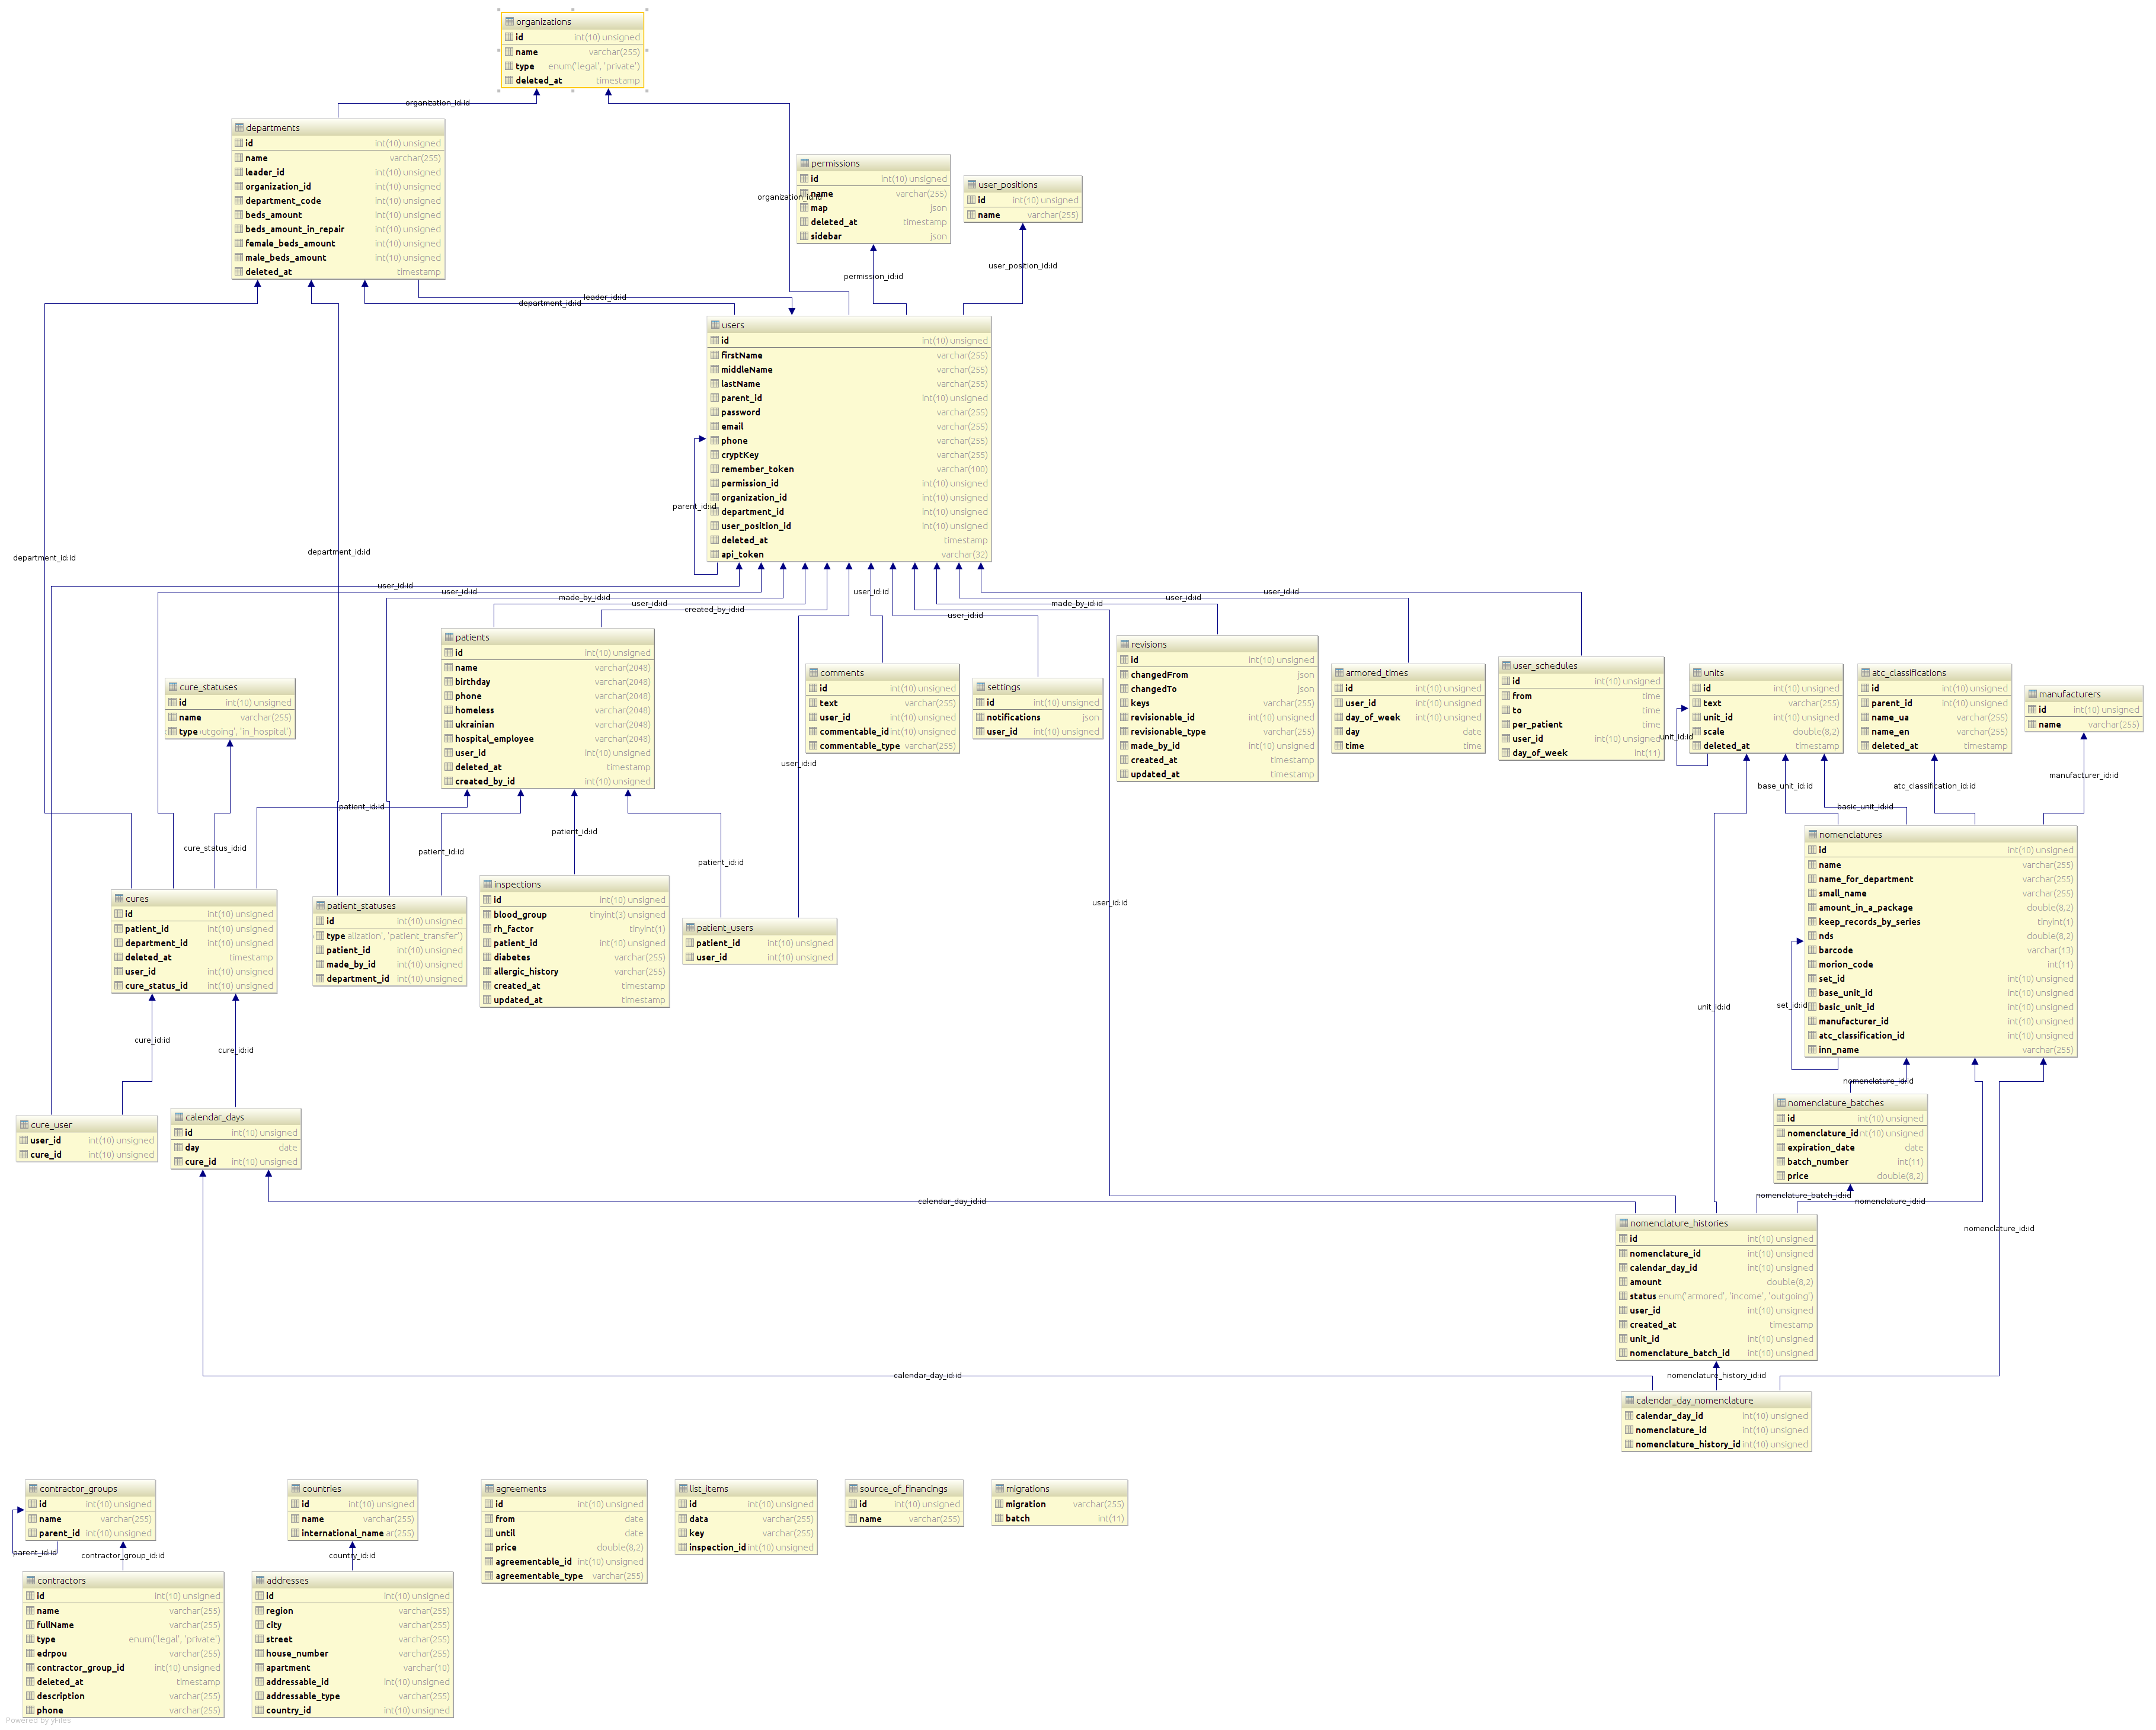 organizations
id int(10) unsigned
name varchar(255)
type enum('legal', 'private')
deleted_at timestamp
organization_id:id
departments
id int(10) unsigned
name varchar(255)
leader_id int(10) unsigned
organization_id int(10) unsigned
department_code int(10) unsigned
beds_amount int(10) unsigned
beds_amount_in_repair int(10) unsigned
female_beds_amount int(10) unsigned
male_beds_amount int(10) unsigned
deleted_at timestamp
organization_id:id
permissions
id int(10) unsigned
name varchar(255)
map json
deleted_at timestamp
sidebar json
user_positions
id int(10) unsigned
name varchar(255)
permission_id:id
user_position_id:id
leader_id:id
department_id:id
users
id int(10) unsigned
firstName varchar(255)
middleName varchar(255)
lastName varchar(255)
parent_id int(10) unsigned
password varchar(255)
email varchar(255)
phone varchar(255)
cryptKey varchar(255)
remember_token varchar(100)
permission_id int(10) unsigned
organization_id int(10) unsigned
department_id int(10) unsigned
user_position_id int(10) unsigned
deleted_at timestamp
api_token varchar(32)
parent_id:id
department_id:id
department_id:id
user_id:id
user_id:id
made_by_id:id
user_id:id
created_by_id:id
user_id:id
user_id:id
made_by_id:id
user_id:id
user_id:id
patients
id int(10) unsigned
name varchar(2048)
birthday varchar(2048)
phone varchar(2048)
homeless varchar(2048)
ukrainian varchar(2048)
hospital_employee varchar(2048)
user_id int(10) unsigned
deleted_at timestamp
created_by_id int(10) unsigned
cure_statuses
id int(10) unsigned
name varchar(255)
type outgoing', 'in_hospital')
comments
id int(10) unsigned
text varchar(255)
user_id int(10) unsigned
commentable_id int(10) unsigned
commentable_type varchar(255)
settings
id int(10) unsigned
notifications json
user_id int(10) unsigned
revisions
id int(10) unsigned
changedFrom json
changedTo json
keys varchar(255)
revisionable_id int(10) unsigned
revisionable_type varchar(255)
made_by_id int(10) unsigned
created_at timestamp
updated_at timestamp
armored_times
id int(10) unsigned
user_id int(10) unsigned
day_of_week int(10) unsigned
day date
time time
user_schedules
id int(10) unsigned
from time
to time
per_patient time
user_id int(10) unsigned
day_of_week int(11)
units
id int(10) unsigned
text varchar(255)
unit_id int(10) unsigned
scale double(8,2)
deleted_at timestamp
unit_id:id
atc_classifications
id int(10) unsigned
parent_id int(10) unsigned
name_ua varchar(255)
name_en varchar(255)
deleted_at timestamp
manufacturers
id int(10) unsigned
name varchar(255)
user_id:id
manufacturer_id:id
base_unit_id:id
atc_classification_id:id
basic_unit_id:id
patient_id:id
patient_id:id
cure_status_id:id
patient_id:id
patient_id:id
nomenclatures
id int(10) unsigned
name varchar(255)
name_for_department varchar(255)
small_name varchar(255)
amount_in_a_package double(8,2)
keep_records_by_series tinyint(1)
nds double(8,2)
barcode varchar(13)
morion_code int(11)
set_id int(10) unsigned
base_unit_id int(10) unsigned
basic_unit_id int(10) unsigned
manufacturer_id int(10) unsigned
atc_classification_id int(10) unsigned
inn_name varchar(255)
set_id:id
cures
id int(10) unsigned
patient_id int(10) unsigned
department_id int(10) unsigned
deleted_at timestamp
user_id int(10) unsigned
cure_status_id int(10) unsigned
patient_statuses
id int(10) unsigned
type alization', 'patient_transfer')
patient_id int(10) unsigned
made_by_id int(10) unsigned
department_id int(10) unsigned
inspections
id int(10) unsigned
blood_group tinyint(3) unsigned
rh_factor tinyint(1)
patient_id int(10) unsigned
diabetes varchar(255)
allergic_history varchar(255)
created_at timestamp
updated_at timestamp
patient_users
patient_id int(10) unsigned
user_id int(10) unsigned
user_id:id
unit_id:id
cure_id:id
cure_id:id
nomenclature_id:id
nomenclature_batches
id int(10) unsigned
nomenclature_id nt(10) unsigned
expiration_date date
batch_number int(11)
price double(8,2)
cure_user
user_id int(10) unsigned
cure_id int(10) unsigned
calendar_days
id int(10) unsigned
day date
cure_id int(10) unsigned
calendar_day_id:id
nomenclature_batch_id:id
nomenclature_id:id
nomenclature_id:id
nomenclature_histories
id int(10) unsigned
nomenclature_id int(10) unsigned
calendar_day_id int(10) unsigned
amount double(8,2)
status enum('armored', 'income', 'outgoing')
user_id int(10) unsigned
created_at timestamp
unit_id int(10) unsigned
nomenclature_batch_id int(10) unsigned
calendar_day_id:id
nomenclature_history_id:id
calendar_day_nomenclature
calendar_day_id int(10) unsigned
nomenclature_id int(10) unsigned
nomenclature_history_id int(10) unsigned
contractor_groups
id int(10) unsigned
name varchar(255)
parent_id int(10) unsigned
parent_id:id
contractor_group_id:id
countries
id int(10) unsigned
name varchar(255)
international_name ar(255)
country_id:id
agreements
id int(10) unsigned
from date
until date
price double(8,2)
agreementable_id int(10) unsigned
agreementable_type varchar(255)
list_items
id int(10) unsigned
data varchar(255)
key varchar(255)
inspection_id int(10) unsigned
source_of_financings
id int(10) unsigned
name varchar(255)
migrations
migration varchar(255)
batch int(11)
contractors
id int(10) unsigned
name varchar(255)
fullName varchar(255)
type enum('legal', 'private')
edrpou varchar(255)
contractor_group_id int(10) unsigned
deleted_at timestamp
description varchar(255)
phone varchar(255)
addresses
id int(10) unsigned
region varchar(255)
city varchar(255)
street varchar(255)
house_number varchar(255)
apartment varchar(10)
addressable_id int(10) unsigned
addressable_type varchar(255)
country_id int(10) unsigned
Powered by yFiles